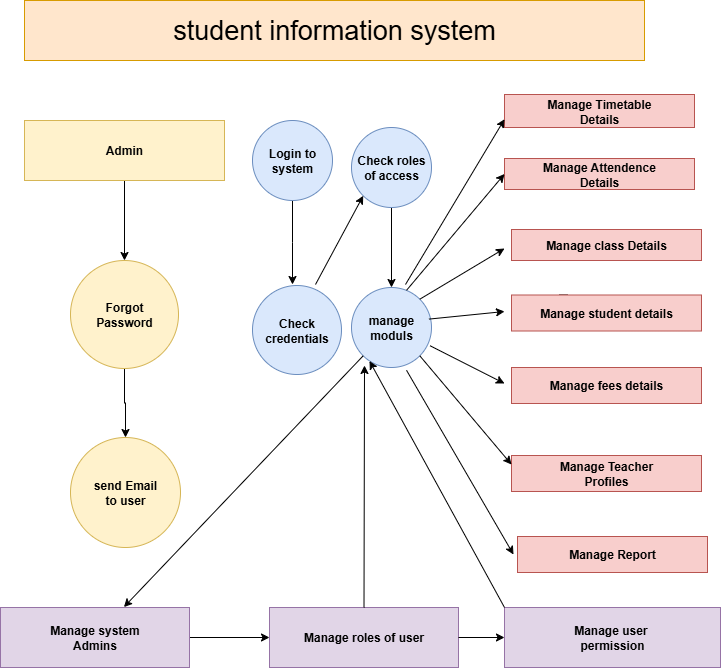 student information system
Admin
Forgot
Password
send Email
to user
Login to
system
Check roles
of access
Check
credentials
manage
moduls
Manage Timetable
Details
Manage Attendence
Details
Manage class Details
Manage student details
Manage fees details
Manage Teacher
Profiles
Manage Report
Manage system
Admins
Manage roles of user
Manage user
permission